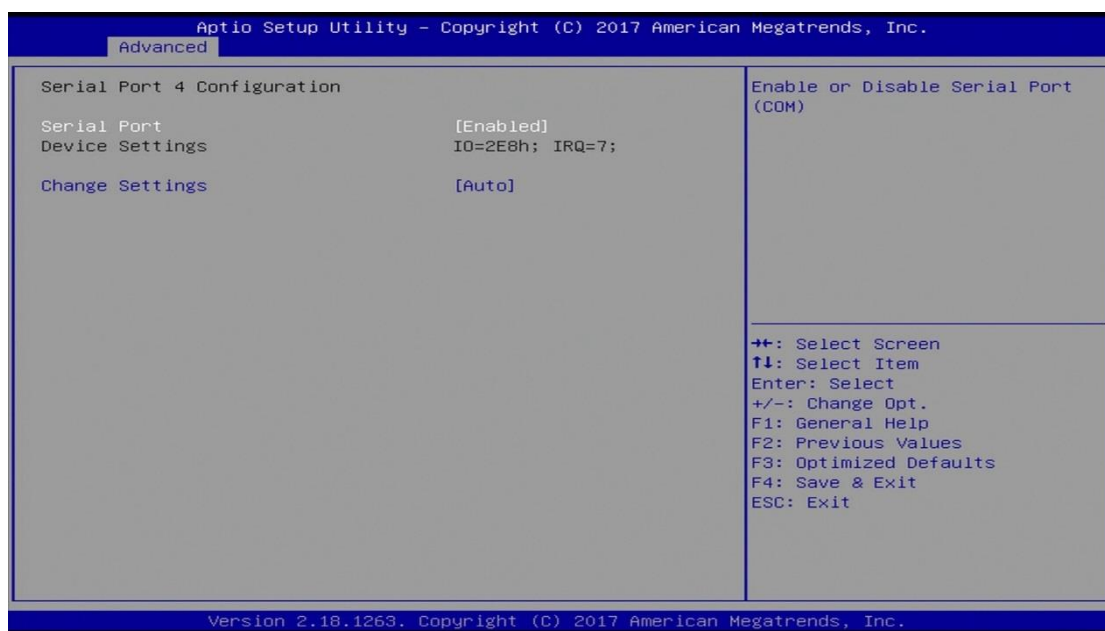 Aptio Setup Utility – Copyright (C) 2017 American Megatrends, Inc.
Advanced
Serial Port 4 Configuration
Serial Port [Enabled]
Device Settings IO=2E8h; IRQ=7;
Change Settings [Auto]
Enable or Disable Serial Port
(COM)
→←: Select Screen
↑↓: Select Item
Enter: Select
+/-: Change Opt.
F1: General Help
F2: Previous Values
F3: Optimized Defaults
F4: Save & Exit
ESC: Exit
Version 2.18.1263. Copyright (C) 2017 American Megatrends, Inc.